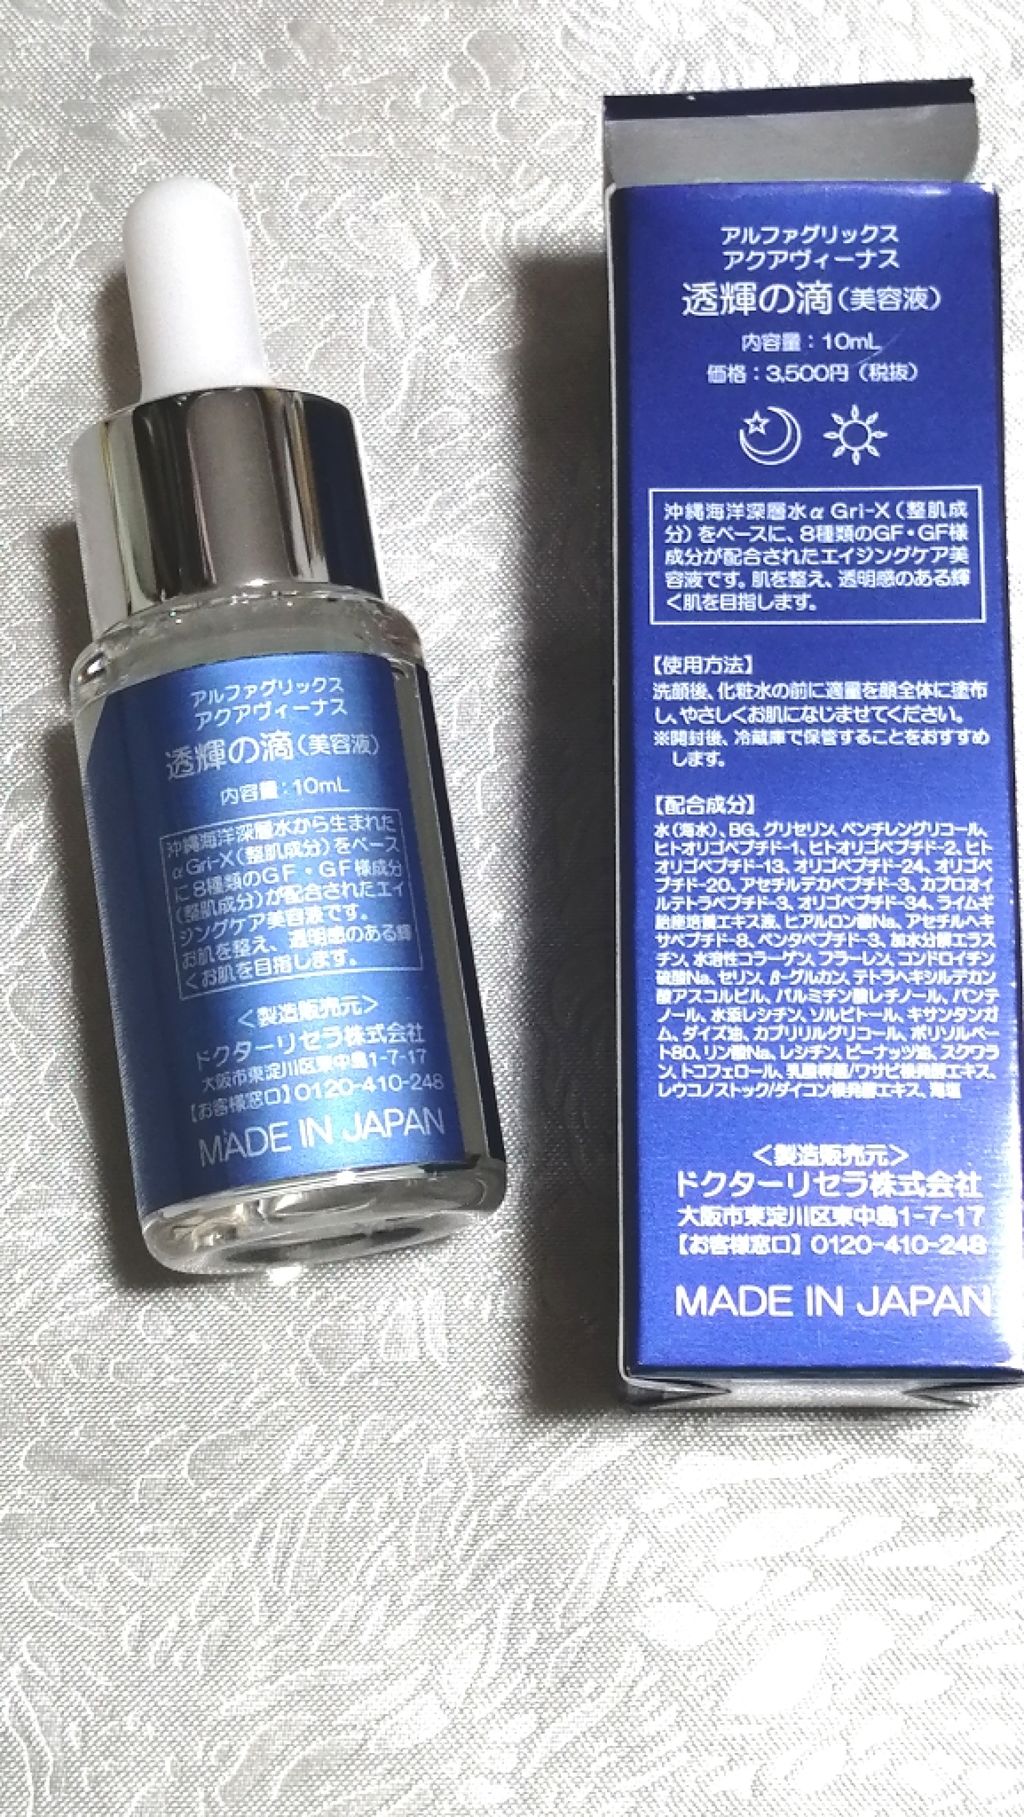 アルファグリックス
アクアヴィーナス
透輝の滴(美容液)
内容量：10mL
沖縄海洋深層水から生まれた
α Gri-X(整肌成分)をベース
に8種類のGF・GF様成分
(整肌成分)が配合されたエイ
ジングケア美容液です。
お肌を整え、透明感のある輝
くお肌を目指します。
＜製造販売元＞
ドクターリセラ株式会社
大阪市東淀川区東中島1-7-17
【お客様窓口】0120-410-248
MADE IN JAPAN
アルファグリックス
アクアヴィーナス
透輝の滴(美容液)
内容量：10mL
価格：3,500円(税抜)
沖縄海洋深層水α Gri-X(整肌成
分)をベースに、8種類のGF・GF様
成分が配合されたエイジングケア美
容液です。肌を整え、透明感のある輝
く肌を目指します。
【使用方法】
洗顔後、化粧水の前に適量を顔全体に塗布
し、やさしくお肌になじませてください。
※開封後、冷蔵庫で保管することをおすすめ
します。
【配合成分】
水(海水)、BG、グリセリン、ペンチレングリコール、
ヒトオリゴペプチド-1、ヒトオリゴペプチド-2、ヒト
オリゴペプチド-13、オリゴペプチド-24、オリゴペ
プチド-20、アセチルデカペプチド-3、カプロオイ
ルテトラペプチド-3、オリゴペプチド-34、ライムギ
胎座培養エキス液、ヒアルロン酸Na、アセチルヘキ
サペプチド-8、ペンタペプチド-3、加水分解エラス
チン、水溶性コラーゲン、フラーレン、コンドロイチン
硫酸Na、セリン、β-グルカン、テトラヘキシルデカン
酸アスコルビル、パルミチン酸レチノール、パンテ
ノール、水添レシチン、ソルビトール、キサンタンガ
ム、ダイズ油、カプリリルグリコール、ポリソルベー
ト80、リン酸Na、レシチン、ピーナッツ油、スクワラ
ン、トコフェロール、乳酸桿菌/ワサビ根発酵エキス、
レウコノストック/ダイコン根発酵エキス、海塩
＜製造販売元＞
ドクターリセラ株式会社
大阪市東淀川区東中島1-7-17
【お客様窓口】0120-410-248
MADE IN JAPAN